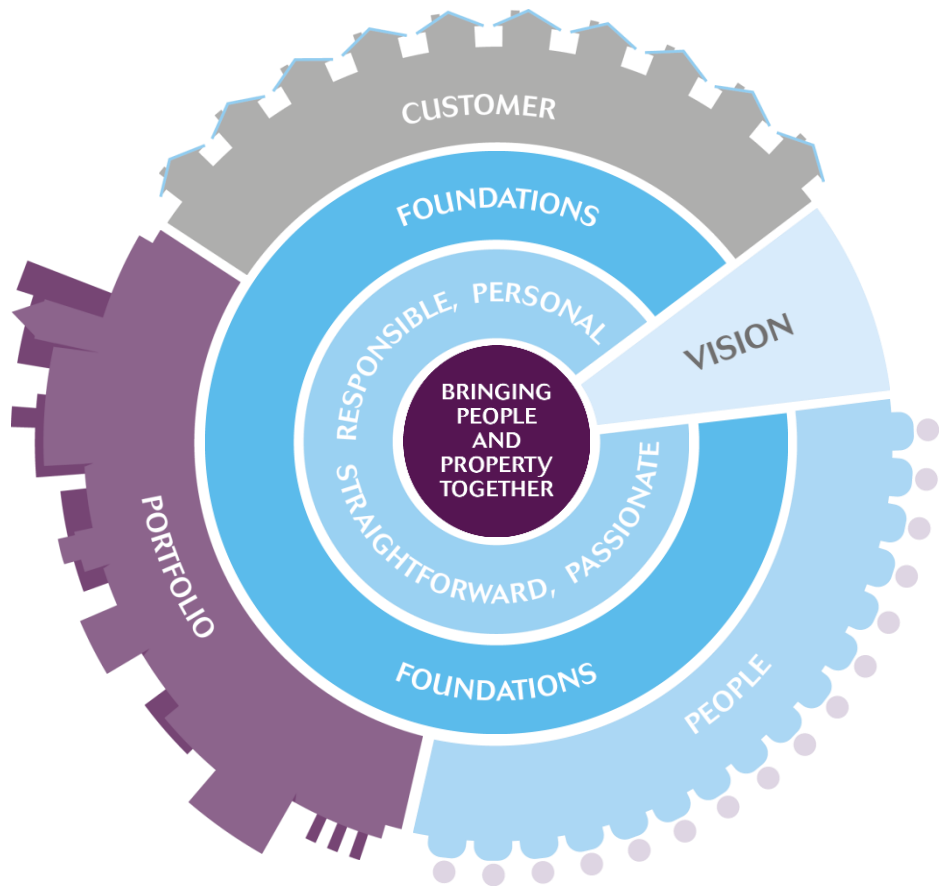 CUSTOMER
FOUNDATIONS
RESPONSIBLE, PERSONAL
VISION
BRINGING
PEOPLE
AND
PROPERTY
TOGETHER
STRAIGHTFORWARD, PASSIONATE
PORTFOLIO
FOUNDATIONS
PEOPLE